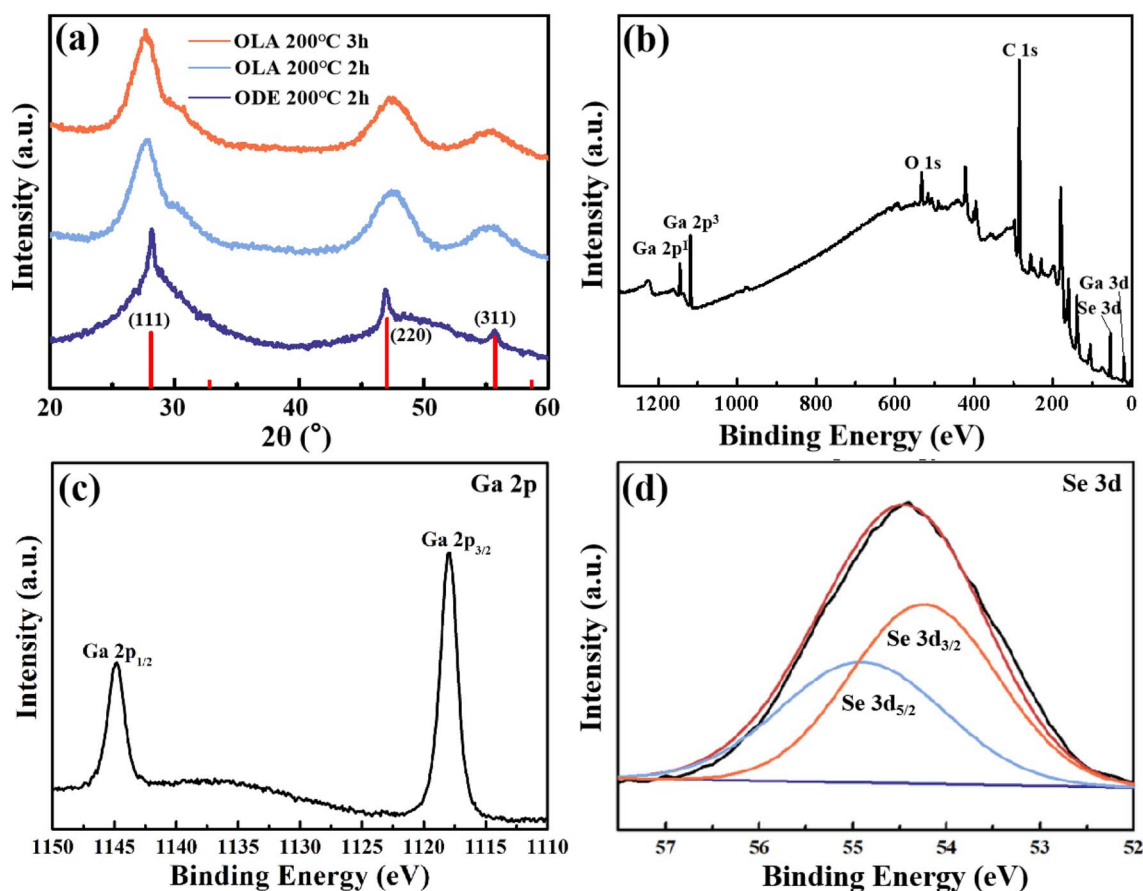 (a)
OLA 200°C 3h
OLA 200°C 2h
ODE 200°C 2h
(111)
(220)
(311)
Intensity (a.u.)
20 30 40 50 60
2θ (°)
(b)
C 1s
O 1s
Ga 2p³
Ga 2p¹
Ga 3d
Se 3d
Intensity (a.u.)
1200 1000 800 600 400 200 0
Binding Energy (eV)
(c)
Ga 2p
Ga 2p3/2
Ga 2p1/2
Intensity (a.u.)
1150 1145 1140 1135 1130 1125 1120 1115 1110
Binding Energy (eV)
(d)
Se 3d
Se 3d3/2
Se 3d5/2
Intensity (a.u.)
57 56 55 54 53 52
Binding Energy (eV)